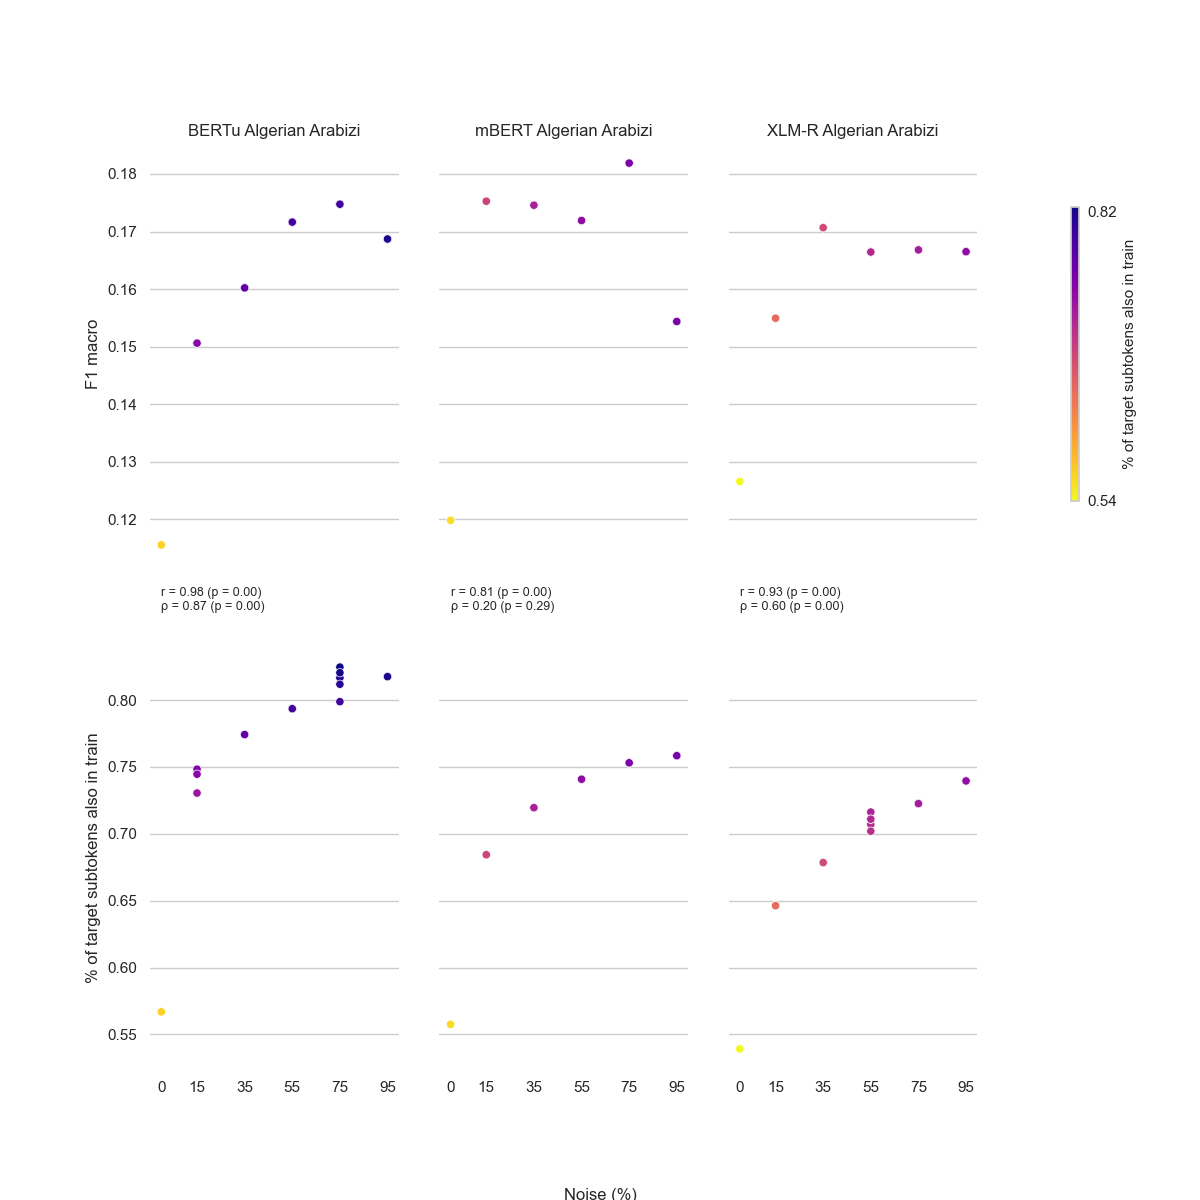 BERTu Algerian Arabizi
mBERT Algerian Arabizi
XLM-R Algerian Arabizi
F1 macro
0.18
0.17
0.16
0.15
0.14
0.13
0.12
0.82
0.54
% of target subtokens also in train
r = 0.98 (p = 0.00)
ρ = 0.87 (p = 0.00)
r = 0.81 (p = 0.00)
ρ = 0.20 (p = 0.29)
r = 0.93 (p = 0.00)
ρ = 0.60 (p = 0.00)
% of target subtokens also in train
0.80
0.75
0.70
0.65
0.60
0.55
0 15 35 55 75 95
0 15 35 55 75 95
0 15 35 55 75 95
Noise (%)